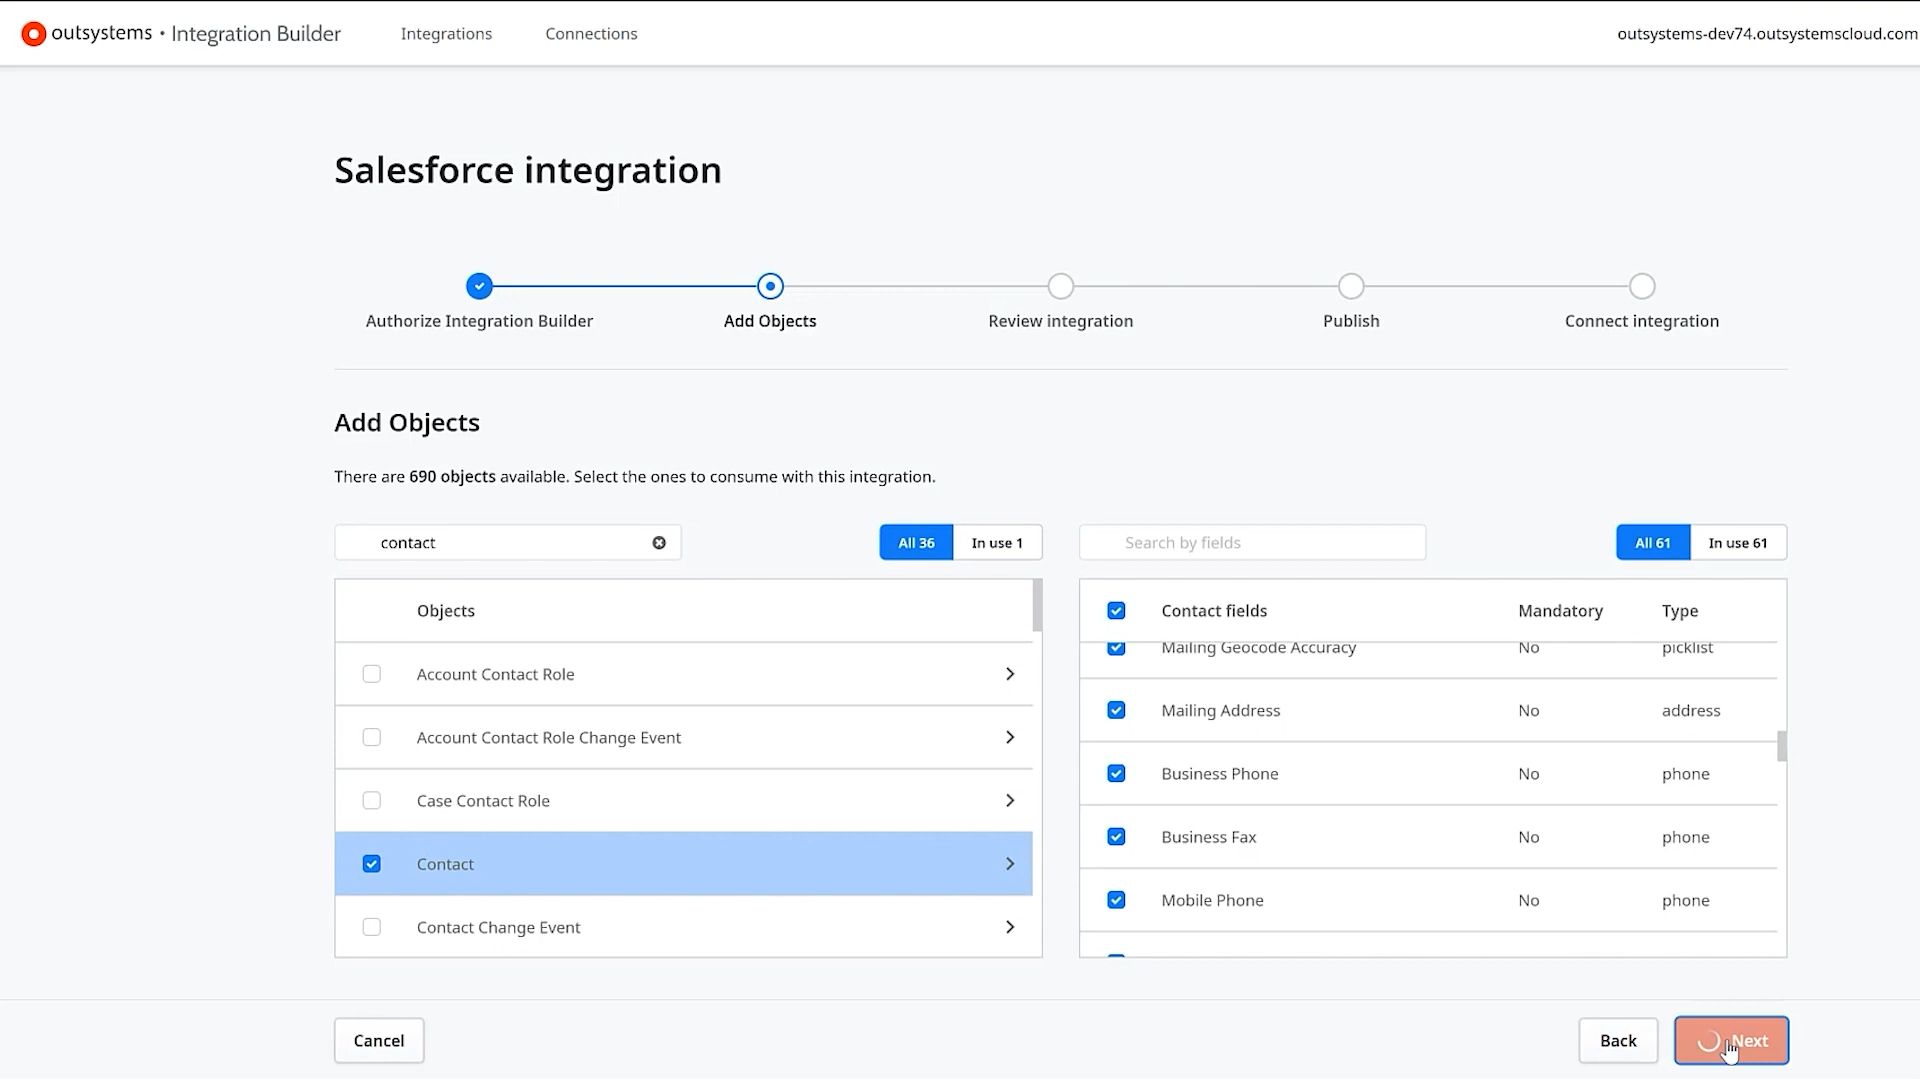 outsystems • Integration Builder
Integrations
Connections
outsystems-dev74.outsystemscloud.com
Salesforce integration
Authorize Integration Builder
Add Objects
Review integration
Publish
Connect integration
Add Objects
There are 690 objects available. Select the ones to consume with this integration.
contact
All 36
In use 1
Search by fields
All 61
In use 61
Objects
Account Contact Role
Account Contact Role Change Event
Case Contact Role
Contact
Contact Change Event
Contact fields Mandatory Type
Mailing Geocode Accuracy No picklist
Mailing Address No address
Business Phone No phone
Business Fax No phone
Mobile Phone No phone
Cancel
Back
Next